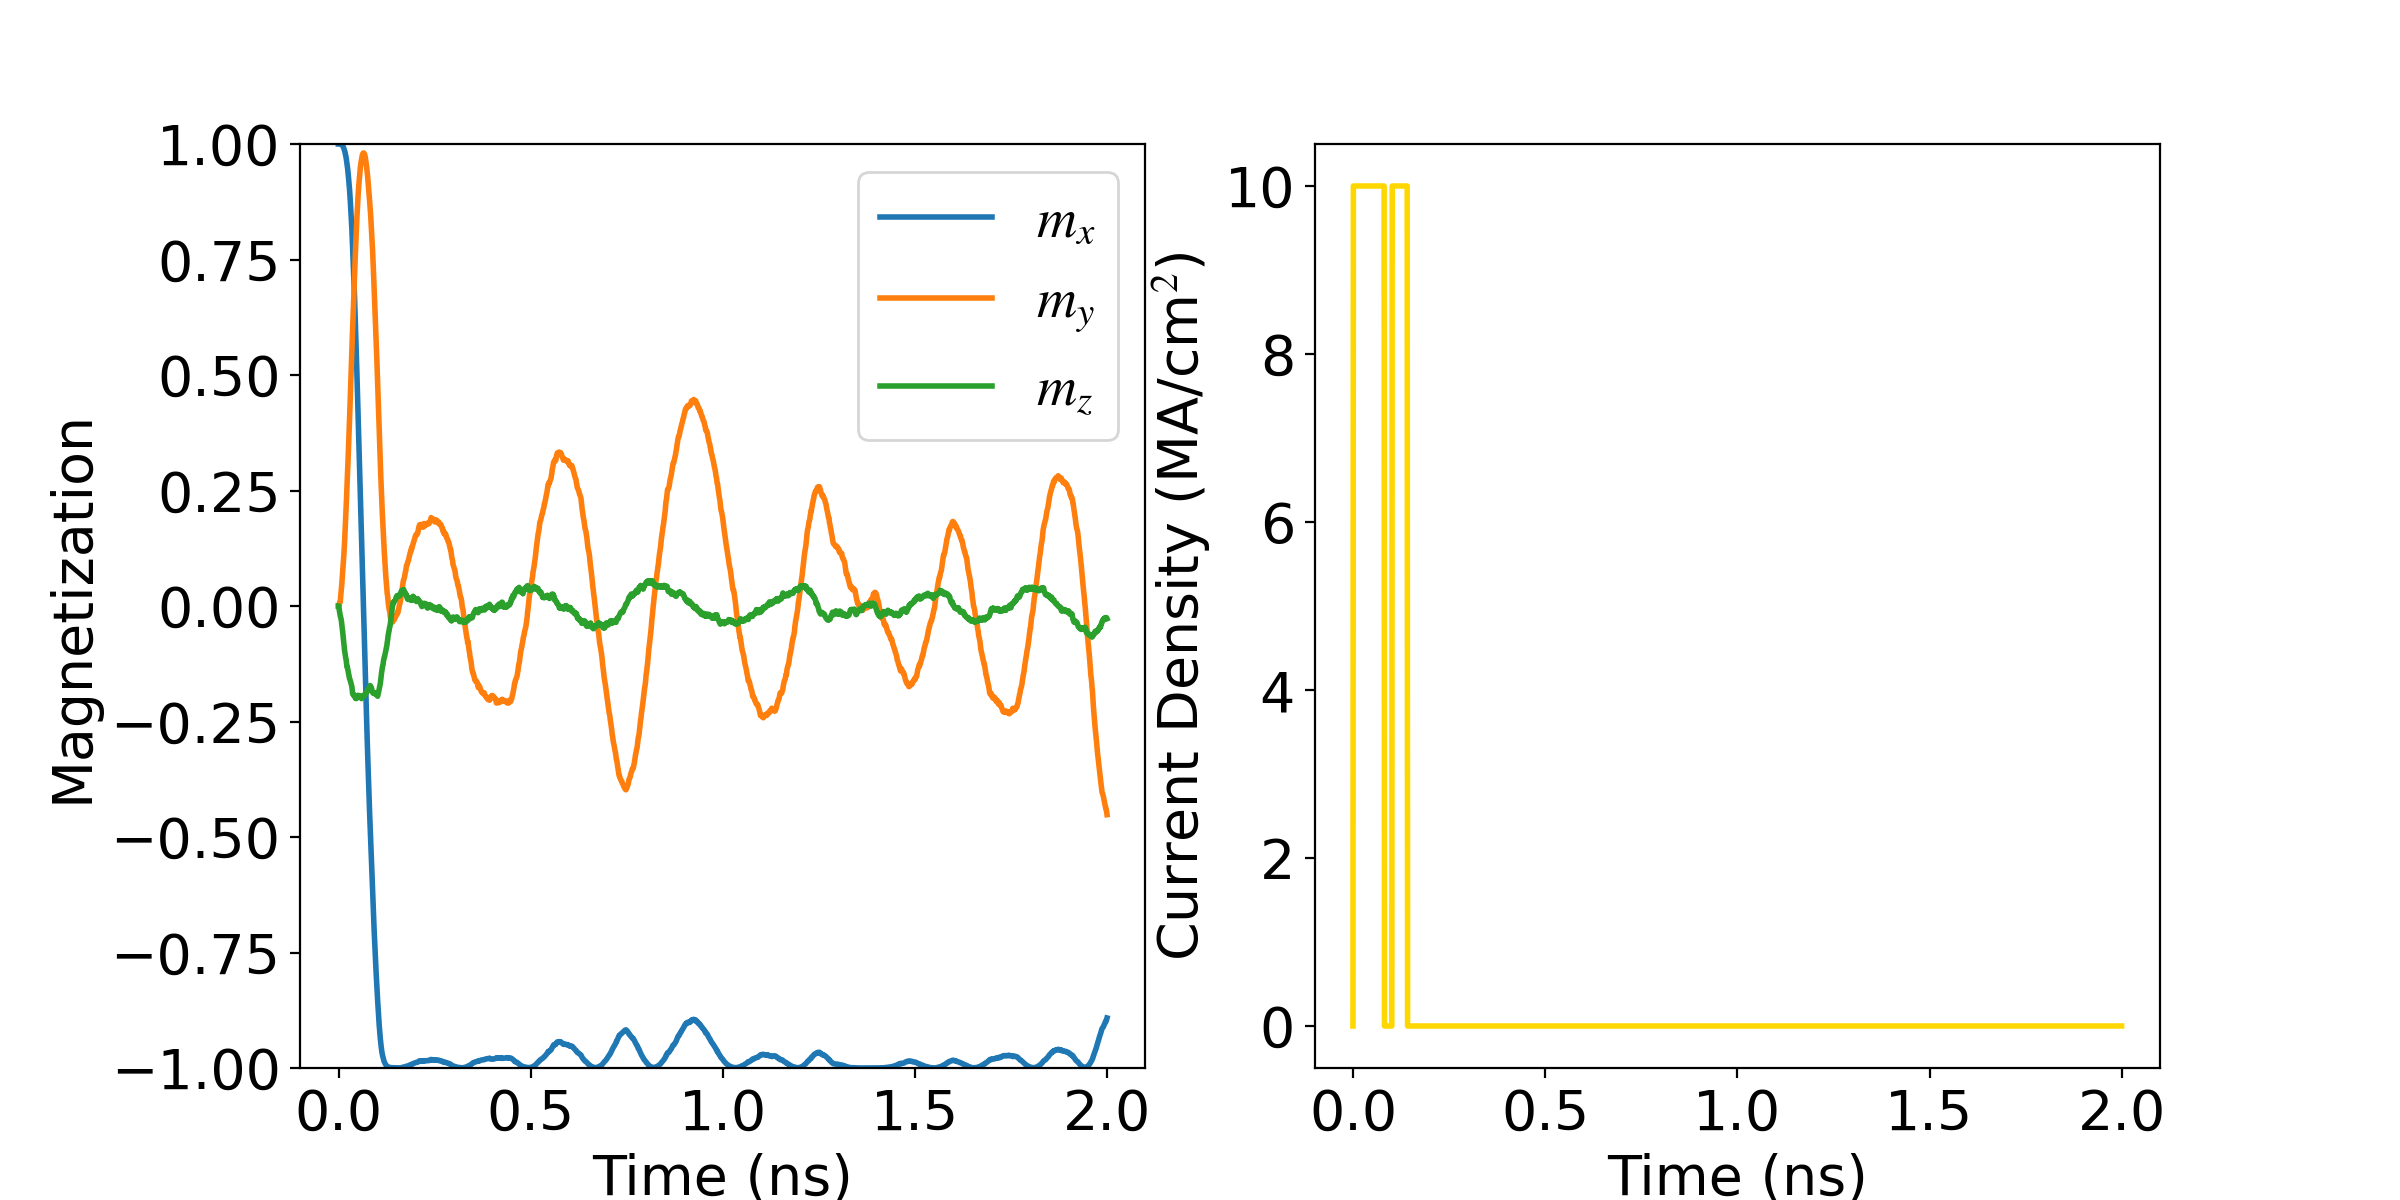 Magnetization
1.00
0.75
0.50
0.25
0.00
−0.25
−0.50
−0.75
−1.00
0.0 0.5 1.0 1.5 2.0
Time (ns)
m_x
m_y
m_z
Current Density (MA/cm²)
10
8
6
4
2
0
0.0 0.5 1.0 1.5 2.0
Time (ns)